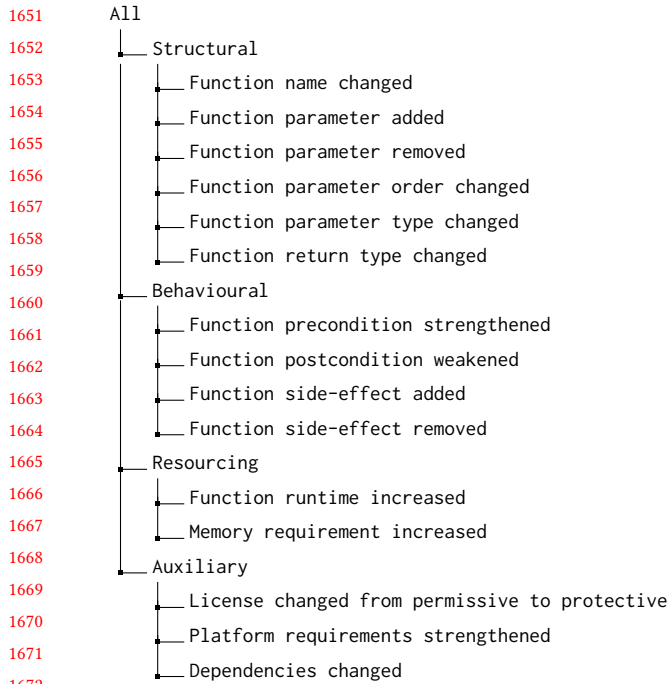 1651 All
1652 Structural
1653 Function name changed
1654 Function parameter added
1655 Function parameter removed
1656 Function parameter order changed
1657 Function parameter type changed
1658 Function return type changed
1659
1660 Behavioural
1661 Function precondition strengthened
1662 Function postcondition weakened
1663 Function side-effect added
1664 Function side-effect removed
1665 Resourcing
1666 Function runtime increased
1667 Memory requirement increased
1668 Auxiliary
1669 License changed from permissive to protective
1670 Platform requirements strengthened
1671 Dependencies changed